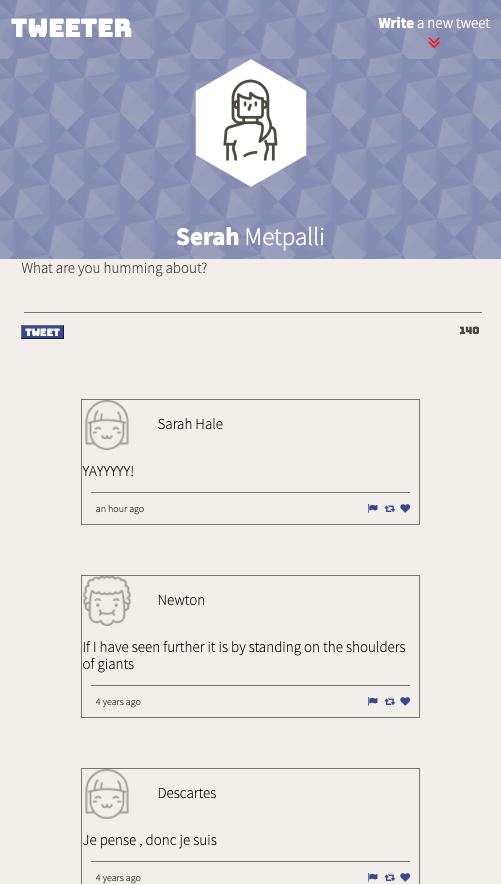 TWEETER
Write a new tweet
Serah Metpalli
What are you humming about?
TWEET
140
Sarah Hale
YAYYYYY!
an hour ago
Newton
If I have seen further it is by standing on the shoulders
of giants
4 years ago
Descartes
Je pense , donc je suis
4 years ago